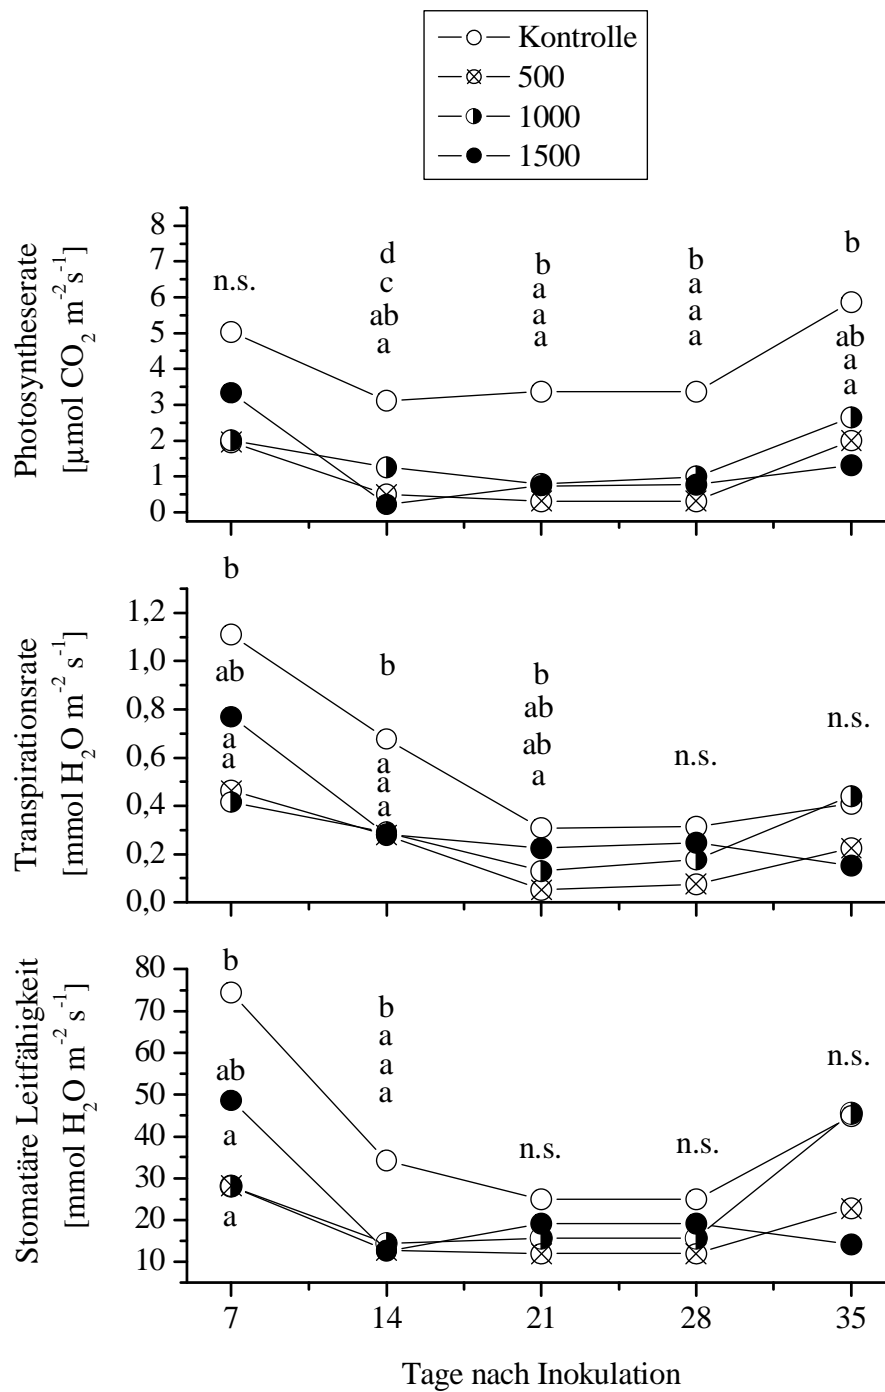 Kontrolle
500
1000
1500
Photosyntheserate
[µmol CO₂ m⁻²s⁻¹]
8
7
6
5
4
3
2
1
0
n.s.
d
c
ab
a
b
a
a
a
b
a
a
a
b
ab
a
a
Transpirationsrate
[mmol H₂O m⁻² s⁻¹]
1,2
1,0
0,8
0,6
0,4
0,2
0,0
b
ab
a
a
b
a
a
a
b
ab
ab
a
n.s.
n.s.
Stomatäre Leitfähigkeit
[mmol H₂O m⁻² s⁻¹]
80
70
60
50
40
30
20
10
b
ab
a
a
b
a
a
a
n.s.
n.s.
n.s.
7 14 21 28 35
Tage nach Inokulation